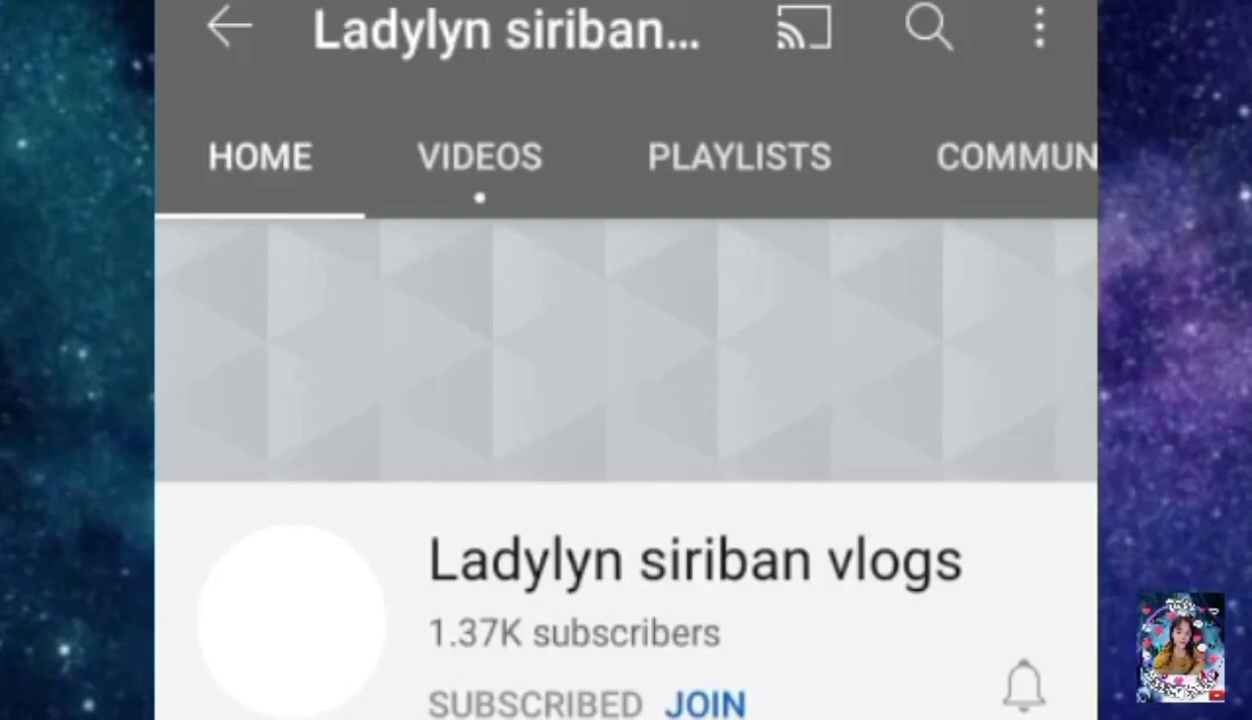 Ladylyn siriban...
HOME VIDEOS PLAYLISTS COMMUN
Ladylyn siriban vlogs
1.37K subscribers
SUBSCRIBED JOIN